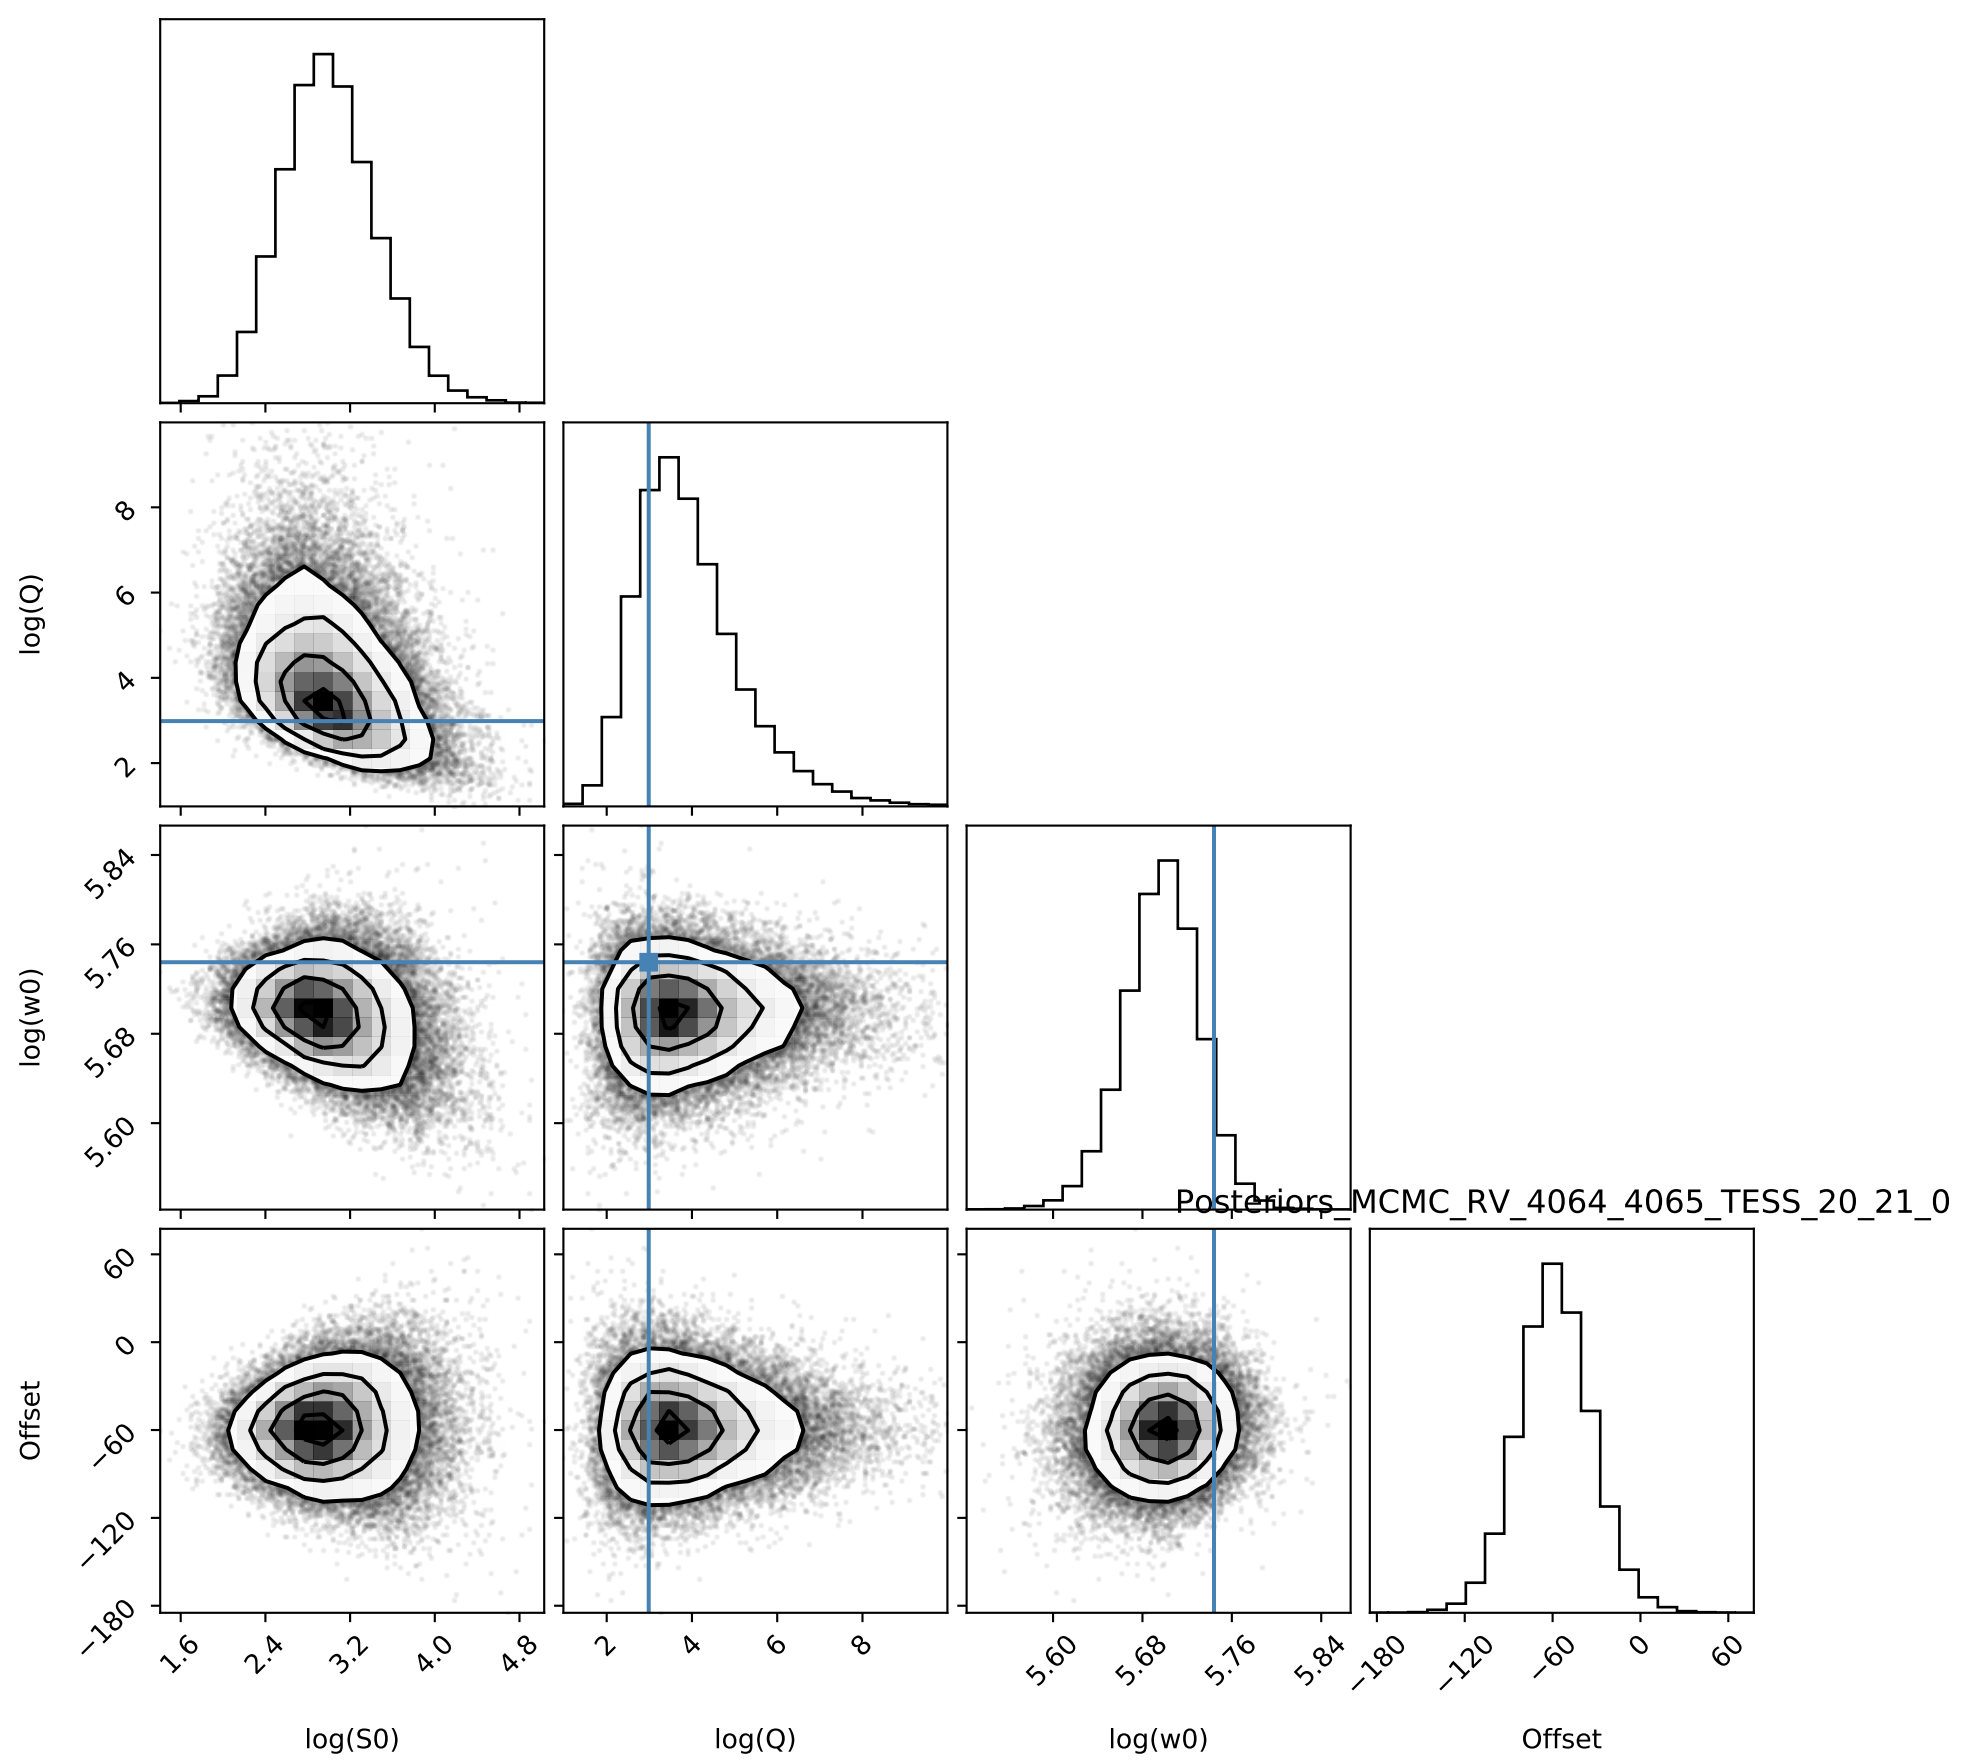 8
6
4
2
log(Q)
5.84
5.76
5.68
5.60
log(w0)
Posteriors_MCMC_RV_4064_4065_TESS_20_21_0
60
0
−60
−120
−180
Offset
1.6 2.4 3.2 4.0 4.8
2 4 6 8
5.60 5.68 5.76 5.84
−180 −120 −60 0 60
log(S0) log(Q) log(w0) Offset